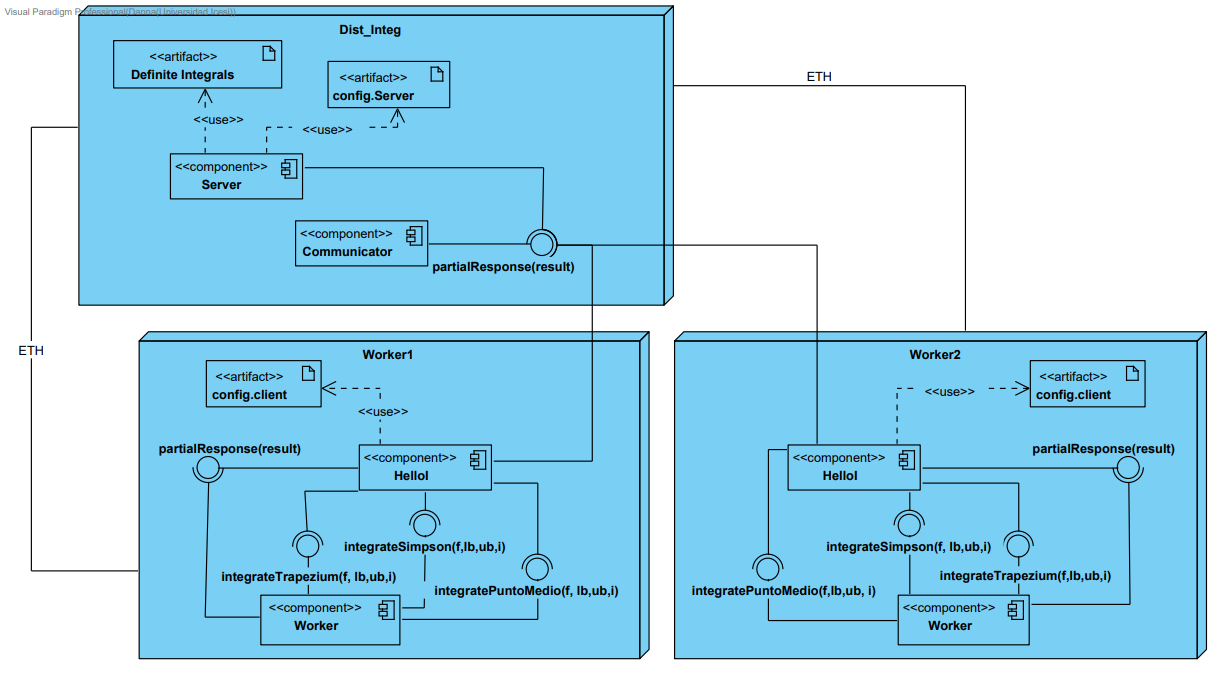 Visual Paradigm Professional(Danna(Universidad Icesi))
Dist_Integ
<<artifact>>
Definite Integrals
<<artifact>>
config.Server
<<use>>
<<use>>
<<component>>
Server
<<component>>
Communicator
partialResponse(result)
ETH
ETH
Worker1
<<artifact>>
config.client
<<use>>
partialResponse(result)
<<component>>
HelloI
integrateSimpson(f,lb,ub,i)
integrateTrapezium(f, lb,ub,i)
integratePuntoMedio(f, lb,ub,i)
<<component>>
Worker
Worker2
<<artifact>>
config.client
<<use>>
partialResponse(result)
<<component>>
HelloI
integrateSimpson(f, lb,ub,i)
integrateTrapezium(f,lb,ub,i)
integratePuntoMedio(f,lb,ub, i)
<<component>>
Worker